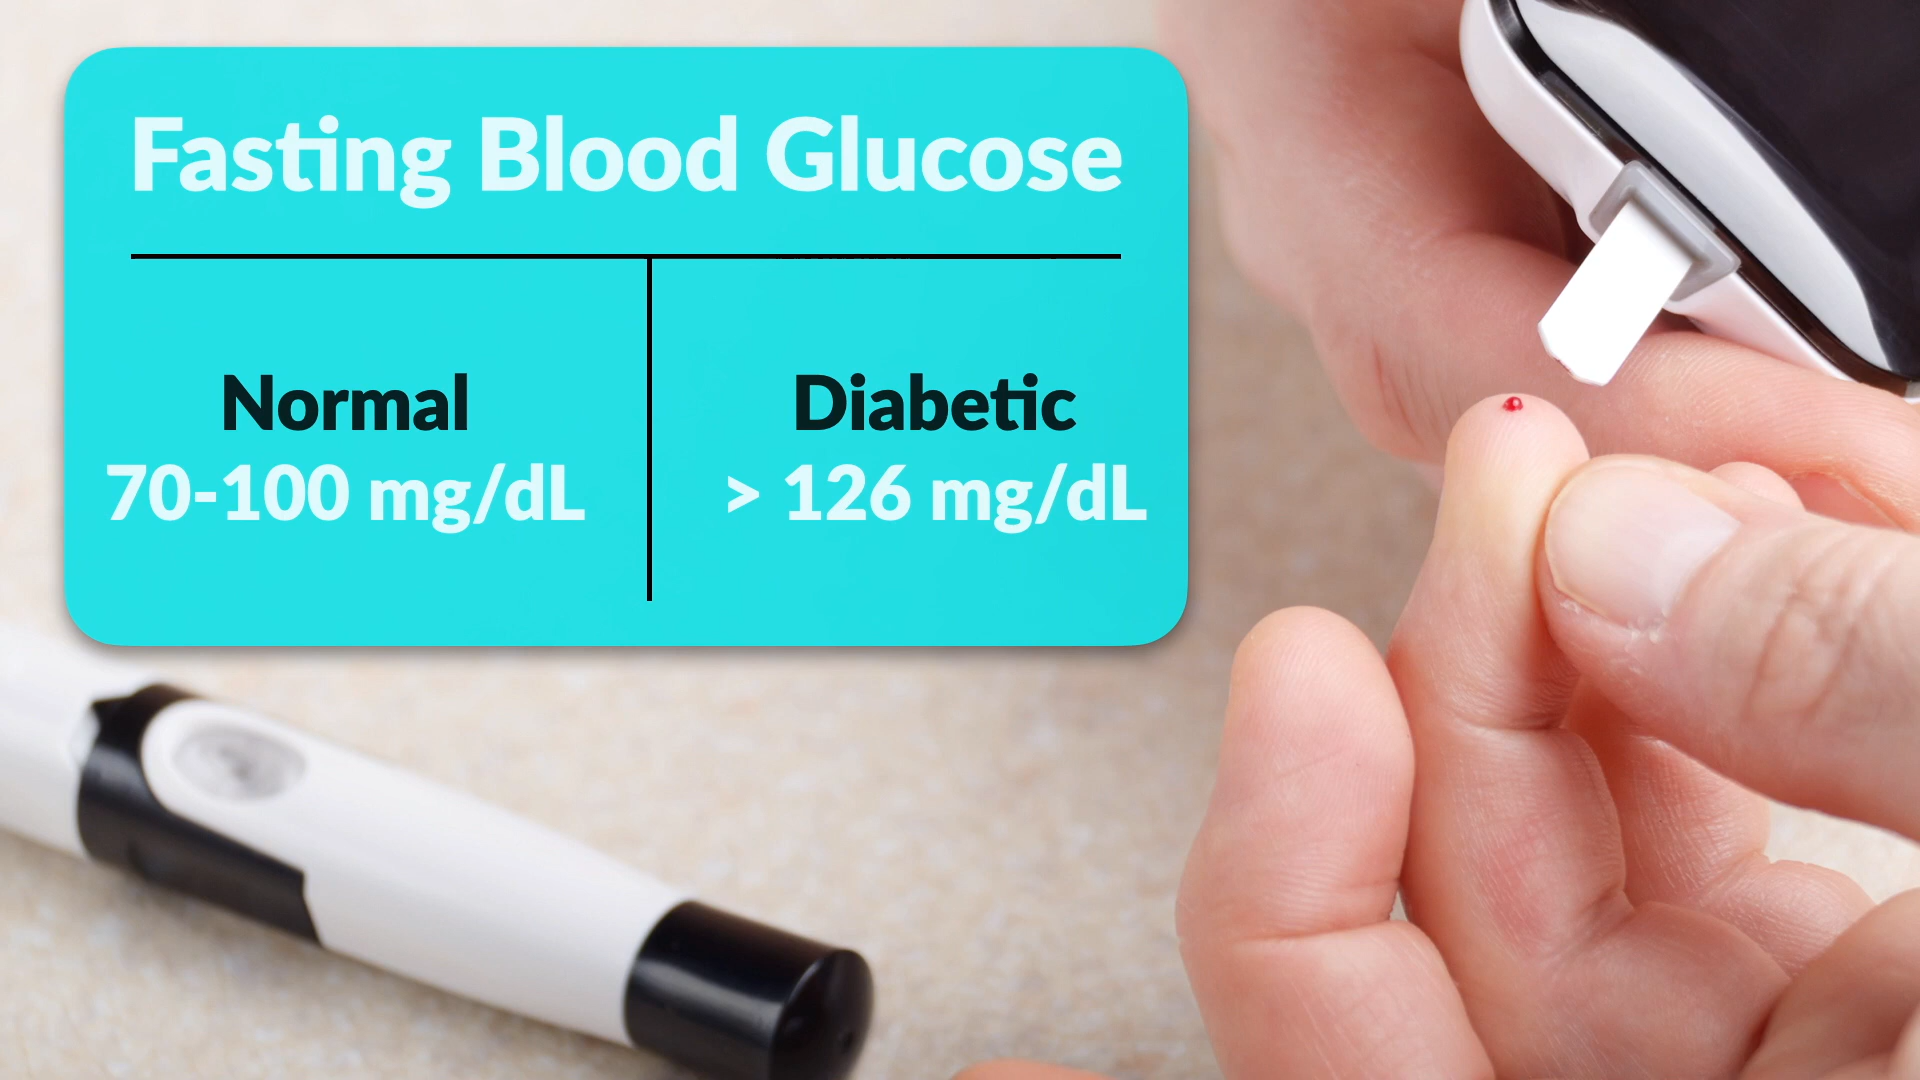 Fasting Blood Glucose
Normal
70-100 mg/dL
Diabetic
> 126 mg/dL